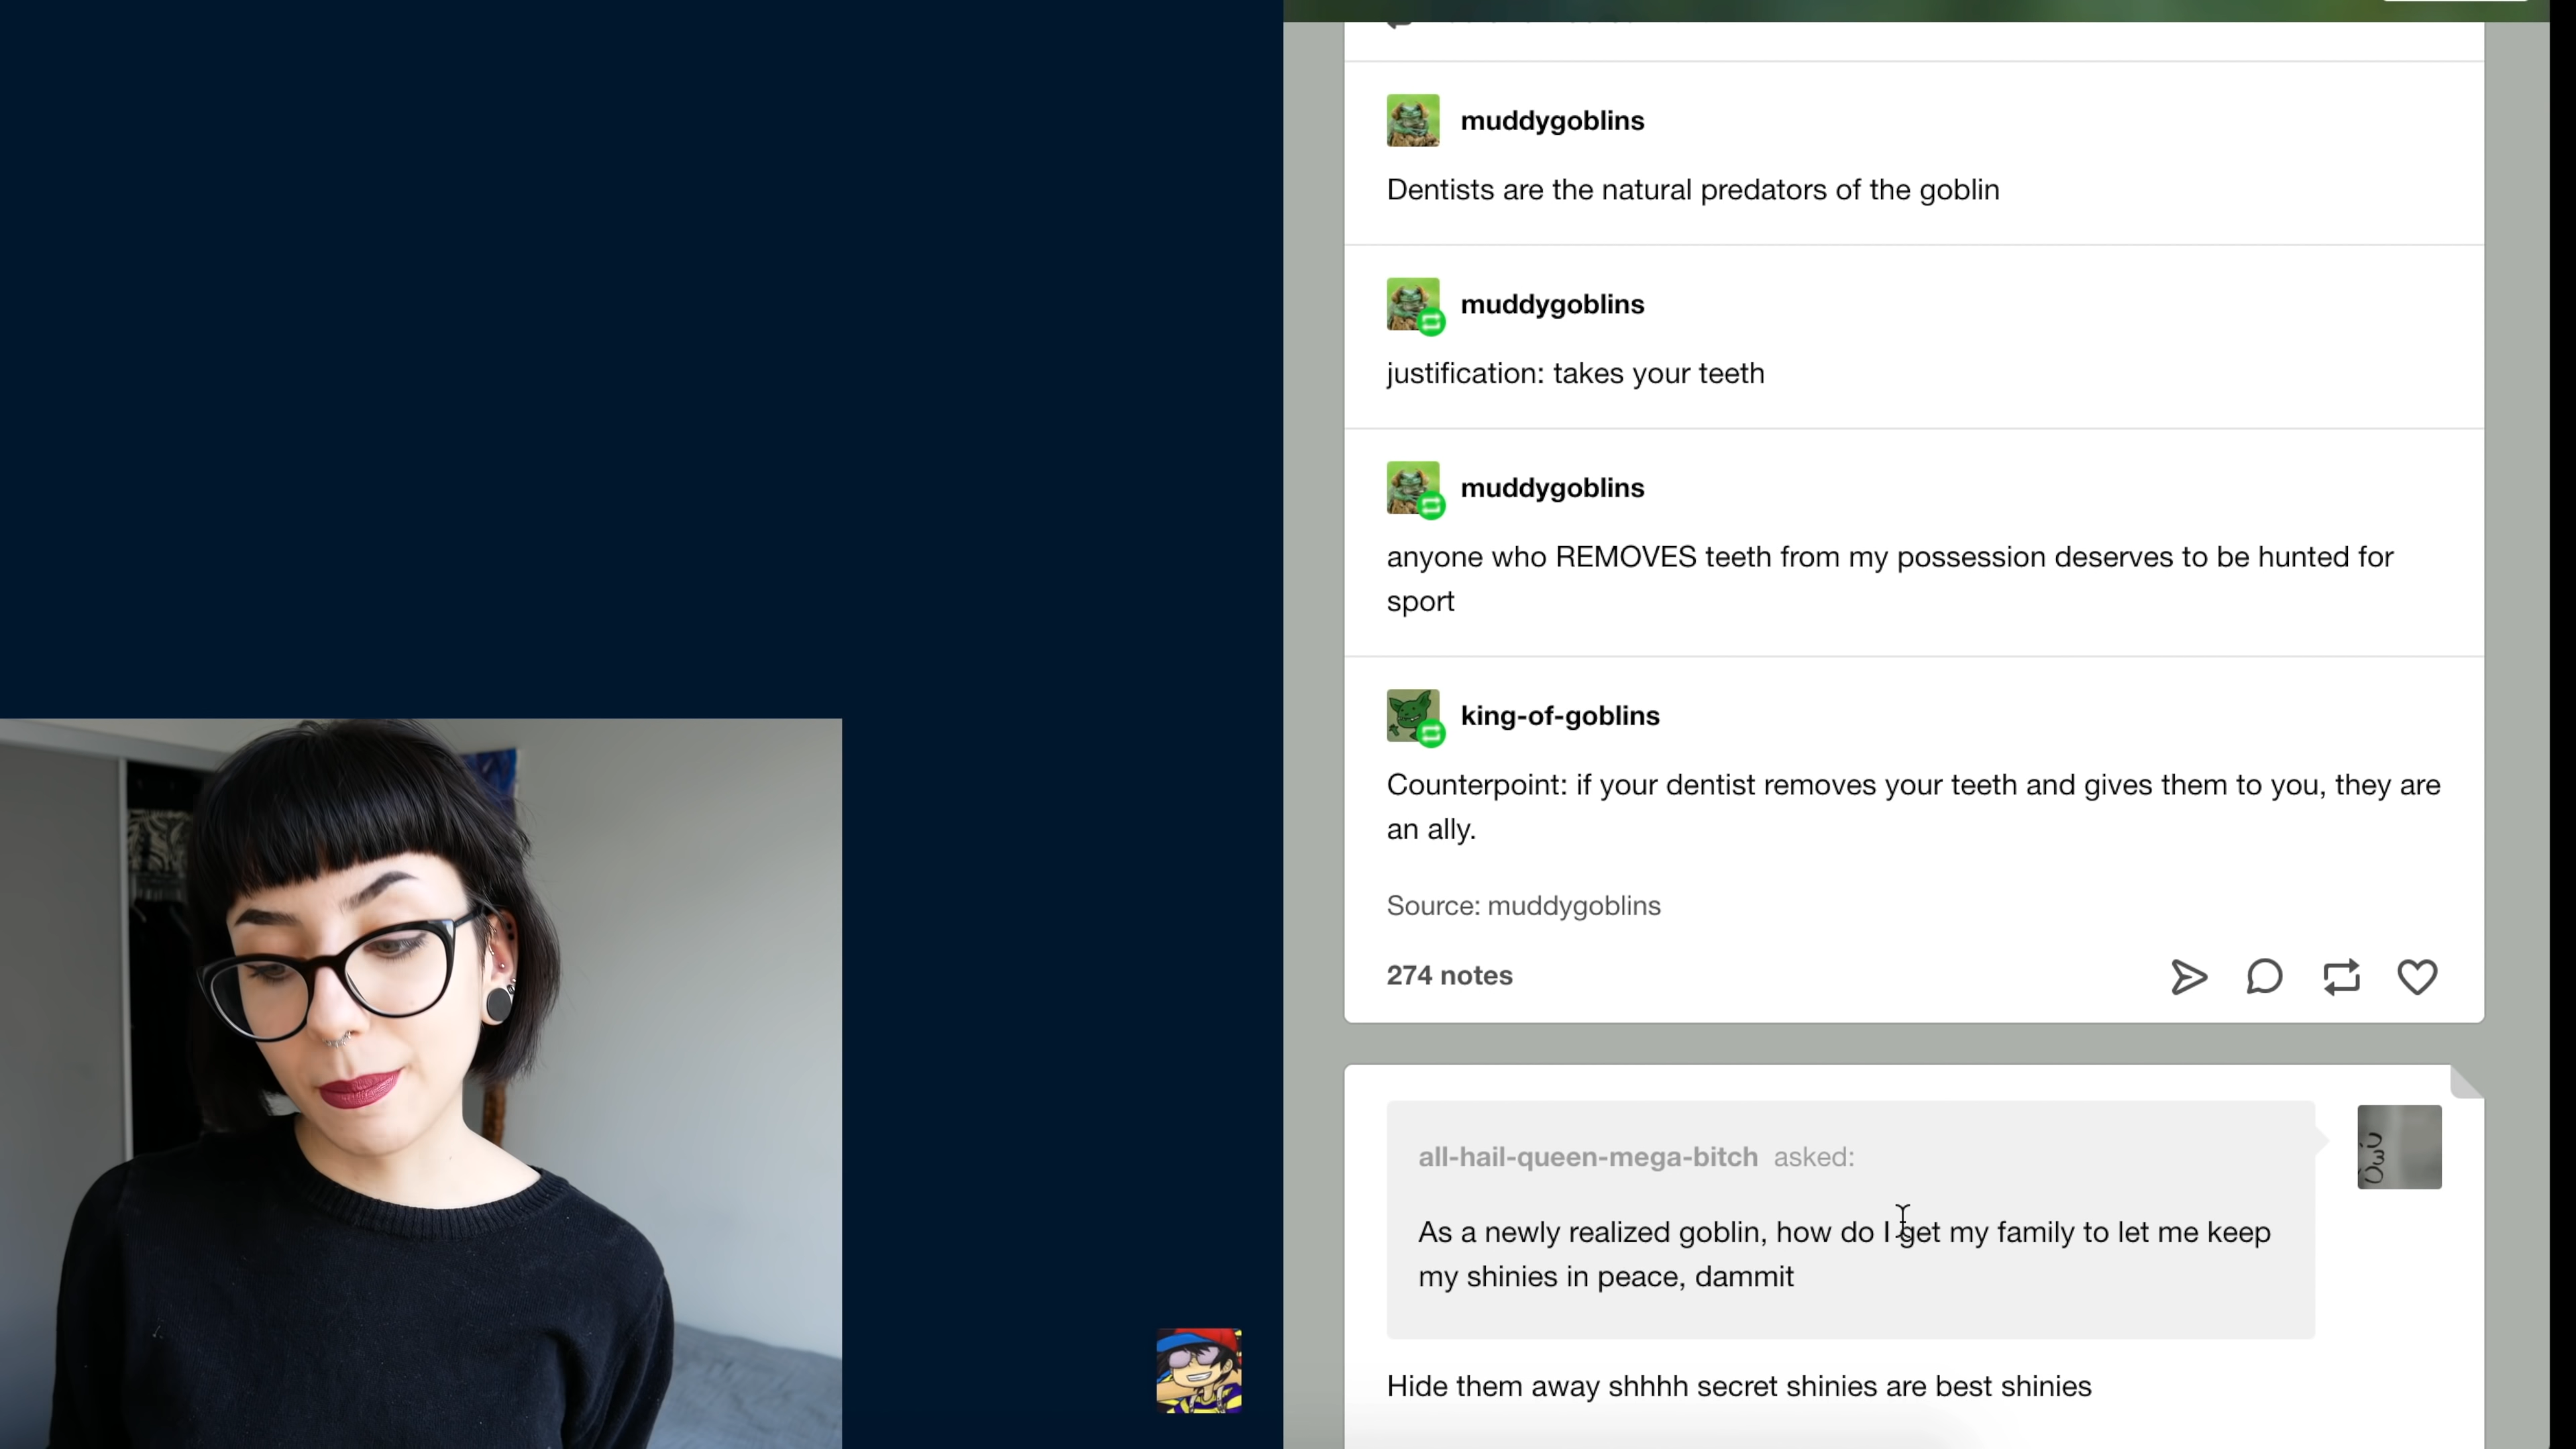 muddygoblins
Dentists are the natural predators of the goblin
muddygoblins
justification: takes your teeth
muddygoblins
anyone who REMOVES teeth from my possession deserves to be hunted for
sport
king-of-goblins
Counterpoint: if your dentist removes your teeth and gives them to you, they are
an ally.
Source: muddygoblins
274 notes
all-hail-queen-mega-bitch asked:
As a newly realized goblin, how do I get my family to let me keep
my shinies in peace, dammit
Hide them away shhhh secret shinies are best shinies